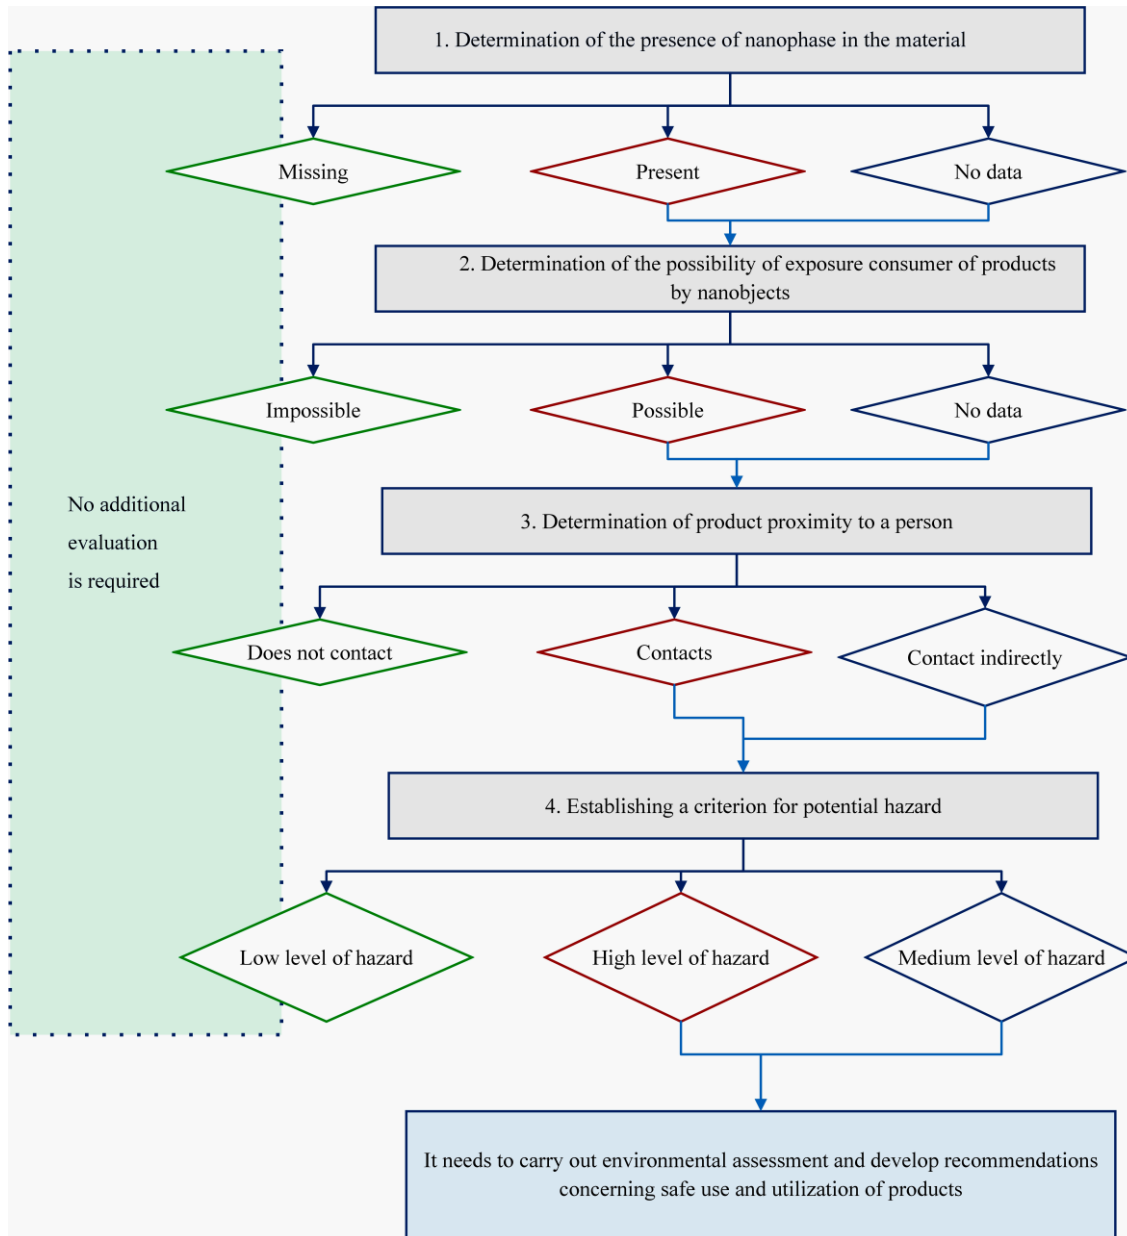 1. Determination of the presence of nanophase in the material
Missing
Present
No data
2. Determination of the possibility of exposure consumer of products
by nanobjects
Impossible
Possible
No data
No additional
evaluation
is required
3. Determination of product proximity to a person
Does not contact
Contacts
Contact indirectly
4. Establishing a criterion for potential hazard
Low level of hazard
High level of hazard
Medium level of hazard
It needs to carry out environmental assessment and develop recommendations
concerning safe use and utilization of products